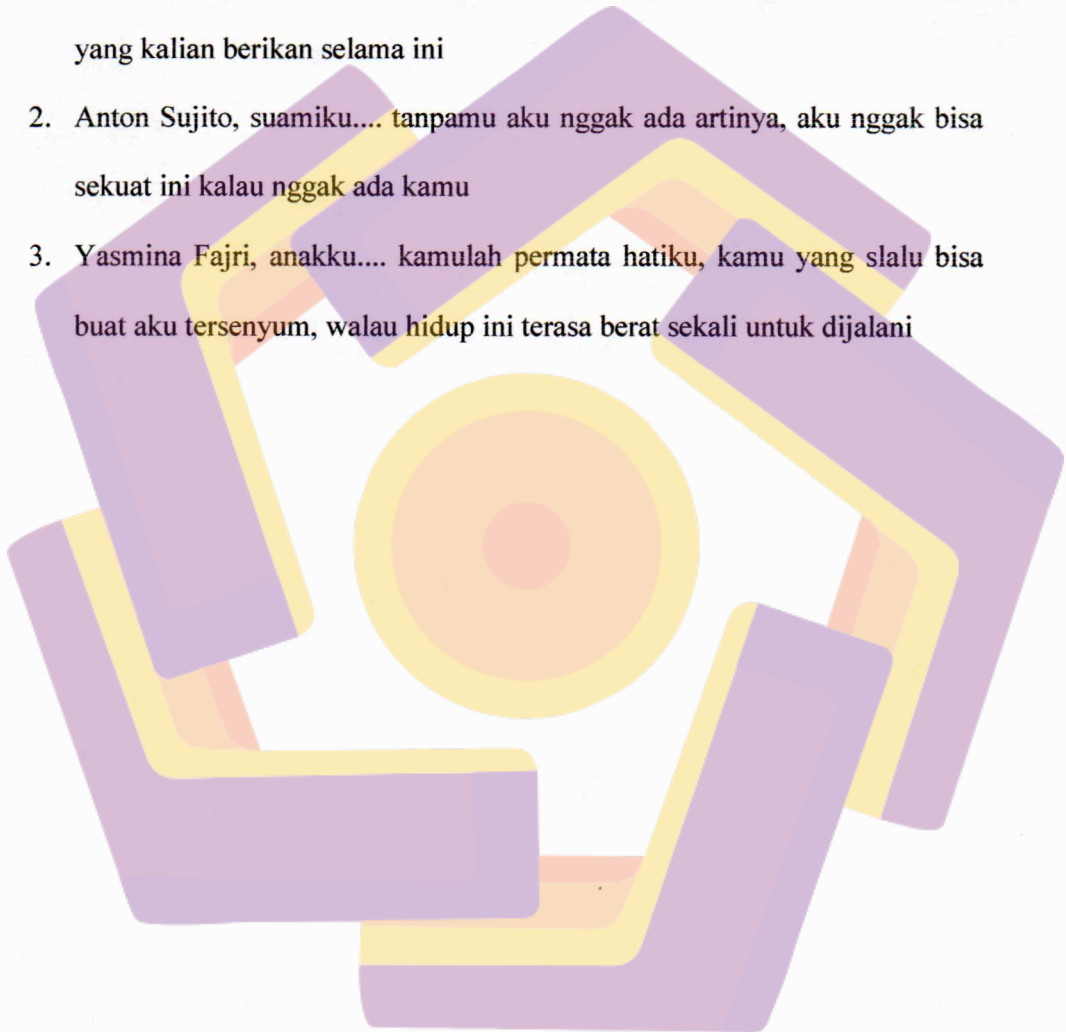 yang kalian berikan selama ini
2. Anton Sujito, suamiku.... tanpamu aku nggak ada artinya, aku nggak bisa
sekuat ini kalau nggak ada kamu
3. Yasmina Fajri, anakku.... kamulah permata hatiku, kamu yang slalu bisa
buat aku tersenyum, walau hidup ini terasa berat sekali untuk dijalani